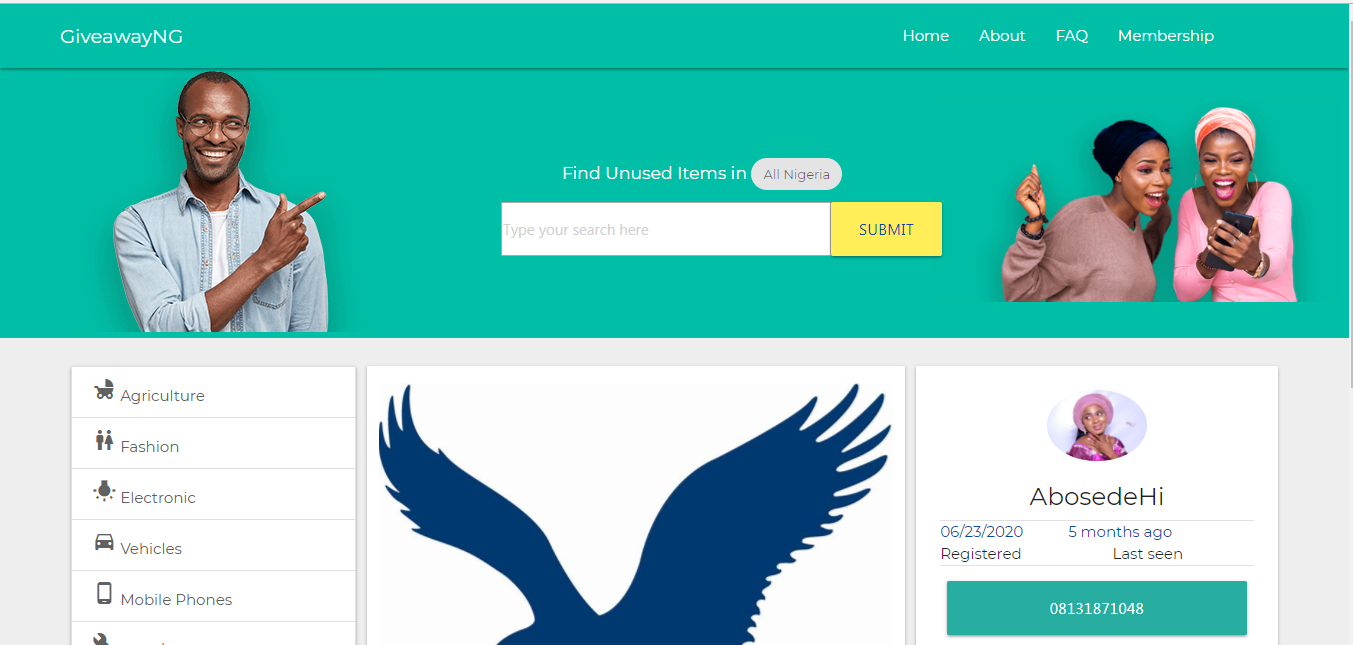 GiveawayNG
Home About FAQ Membership
Find Unused Items in All Nigeria
Type your search here
SUBMIT
Agriculture
Fashion
Electronic
Vehicles
Mobile Phones
AbosedeHi
06/23/2020 5 months ago
Registered Last seen
08131871048